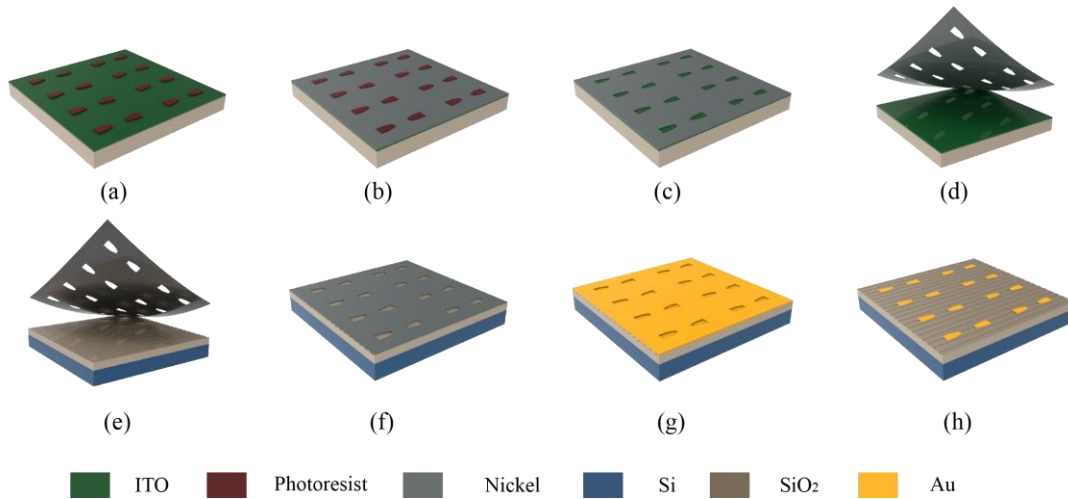 (a) (b) (c) (d)
(e) (f) (g) (h)
ITO Photoresist Nickel Si SiO₂ Au